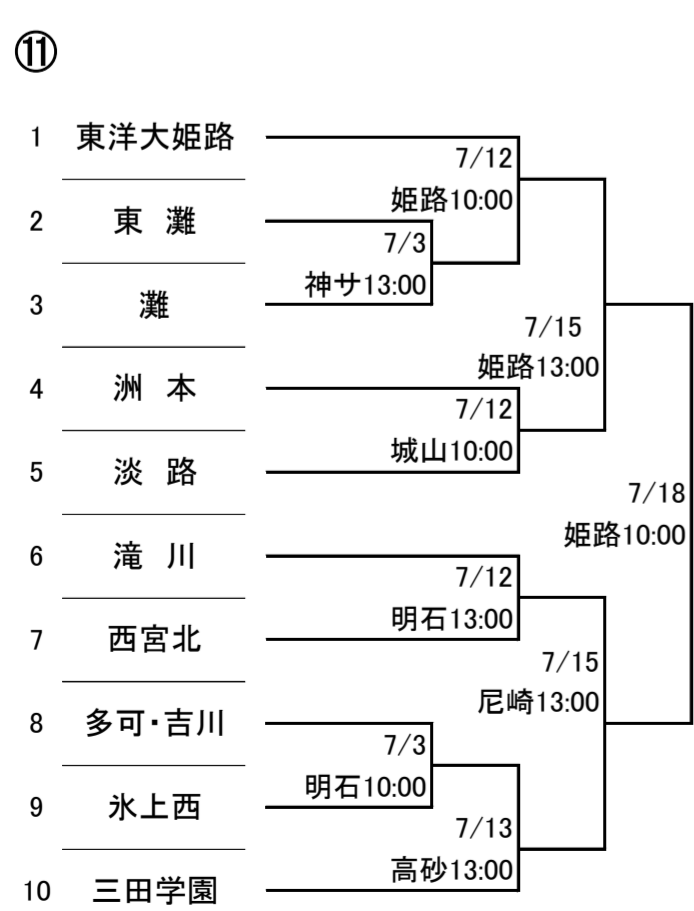 ⑪
1 東洋大姫路
7/12
姫路10:00
2 東 灘
7/3
神サ13:00
3 灘
7/15
姫路13:00
4 洲 本
7/12
城山10:00
5 淡 路
7/18
姫路10:00
6 滝 川
7/12
明石13:00
7 西宮北
7/15
尼崎13:00
8 多可・吉川
7/3
明石10:00
9 氷上西
7/13
高砂13:00
10 三田学園